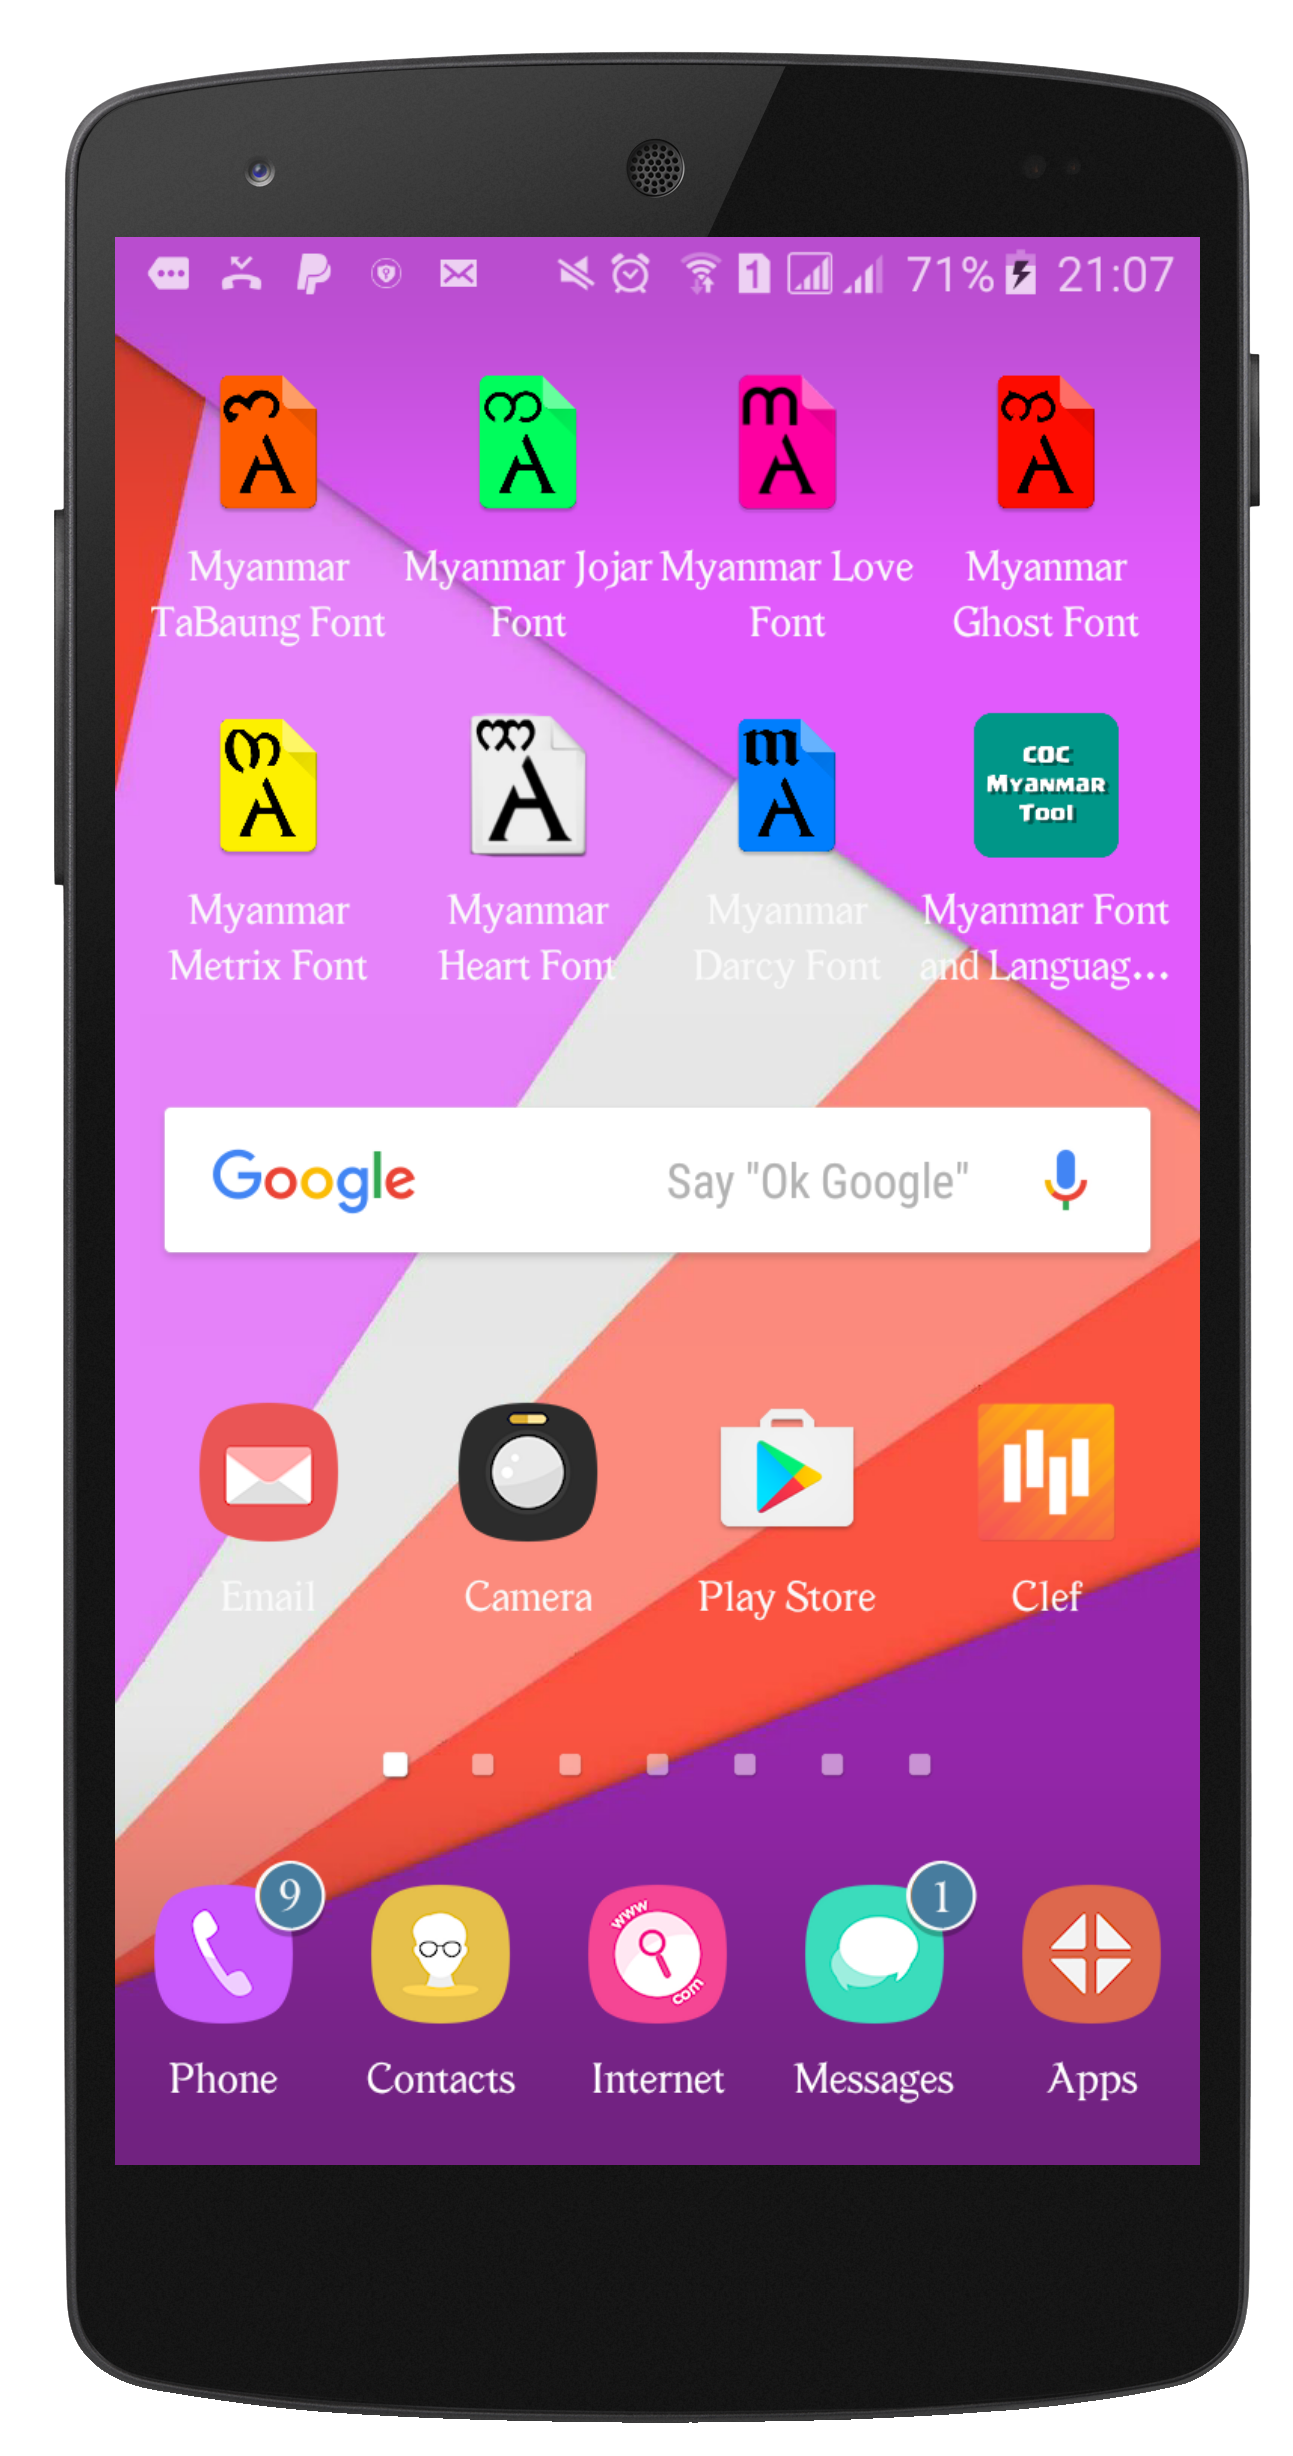 71% 21:07
Myanmar TaBaung Font
Myanmar Jojar Font
Myanmar Love Font
Myanmar Ghost Font
Myanmar Metrix Font
Myanmar Heart Font
Myanmar Darcy Font
COC Myanmar Tool
Myanmar Font and Languag...
Google Say "Ok Google"
Email Camera Play Store Clef
9 1
www
com
Phone Contacts Internet Messages Apps